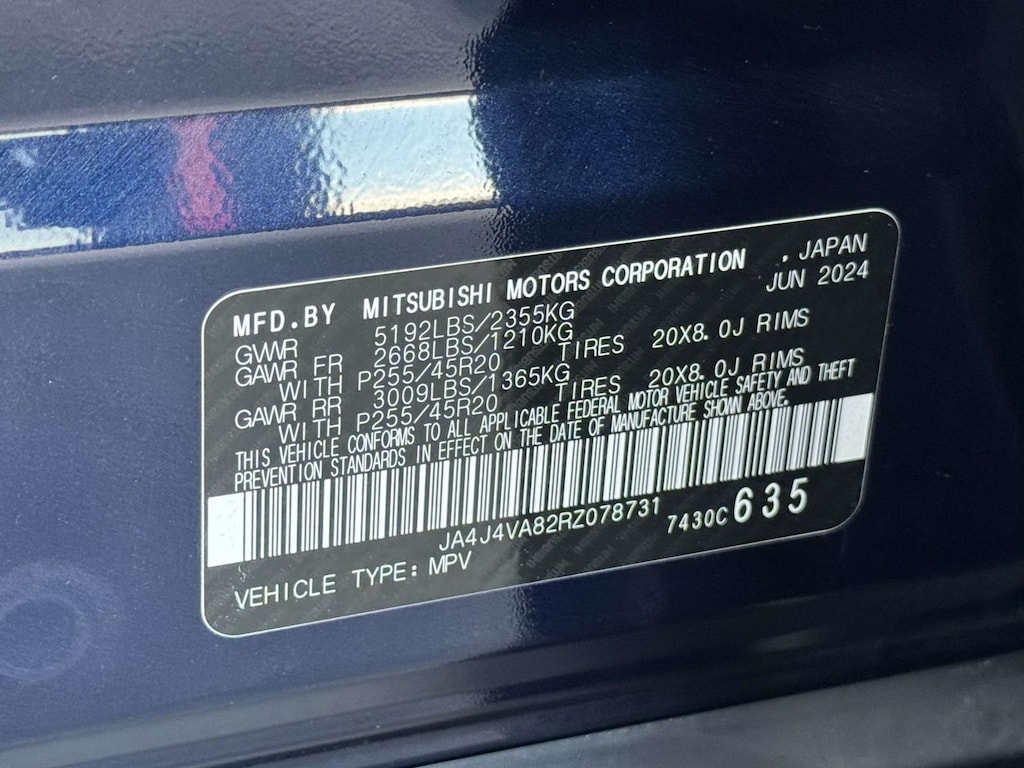 MFD.BY MITSUBISHI MOTORS CORPORATION . JAPAN
JUN 2024
GVWR 5192LBS/2355KG
GAWR FR 2668LBS/1210KG
WITH P255/45R20 TIRES 20X8.0J RIMS
GAWR RR 3009LBS/1365KG
WITH P255/45R20 TIRES 20X8.0J RIMS
THIS VEHICLE CONFORMS TO ALL APPLICABLE FEDERAL MOTOR VEHICLE SAFETY AND THEFT
PREVENTION STANDARDS IN EFFECT ON THE DATE OF MANUFACTURE SHOWN ABOVE.
JA4J4VA82RZ078731 7430C 635
VEHICLE TYPE: MPV